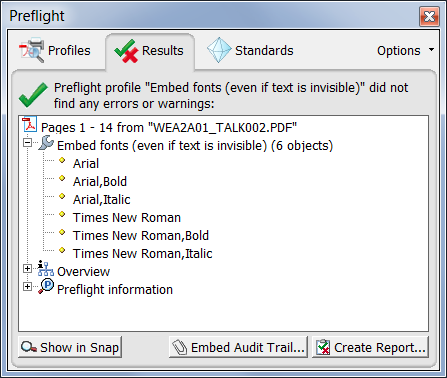 Preflight
Profiles
Results
Standards
Options
Preflight profile "Embed fonts (even if text is invisible)" did not
find any errors or warnings:
Pages 1 - 14 from "WEA2A01_TALK002.PDF"
Embed fonts (even if text is invisible) (6 objects)
Arial
Arial,Bold
Arial,Italic
Times New Roman
Times New Roman,Bold
Times New Roman,Italic
Overview
Preflight information
Show in Snap
Embed Audit Trail...
Create Report...